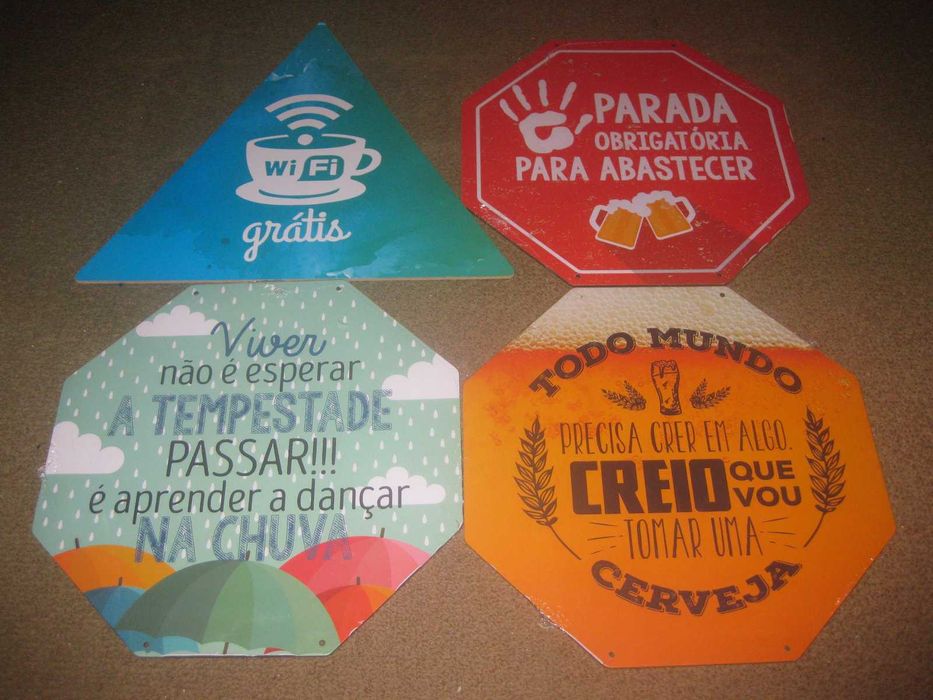 Wi Fi
grátis
PARADA
OBRIGATÓRIA
PARA ABASTECER
Viver
não é esperar
A TEMPESTADE
PASSAR!!!
é aprender a dançar
NA CHUVA
TODO MUNDO
PRECISA CRER EM ALGO.
CREIO QUE
VOU
TOMAR UMA
CERVEJA